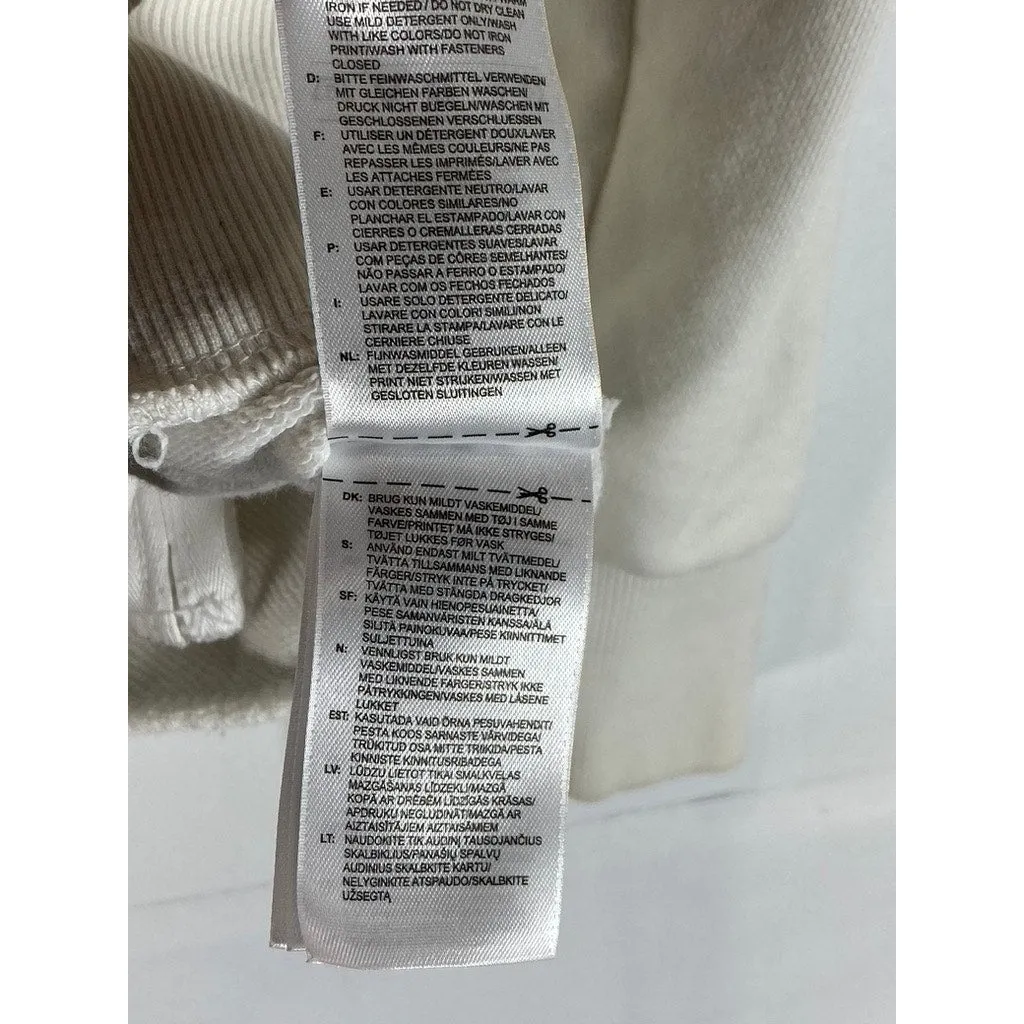 IRON IF NEEDED/ DO NOT DRY CLEAN
USE MILD DETERGENT ONLY/WASH
WITH LIKE COLORS/DO NOT IRON
PRINT/WASH WITH FASTENERS
CLOSED
D: BITTE FEINWASCHMITTEL VERWENDEN/
MIT GLEICHEN FARBEN WASCHEN/
DRUCK NICHT BUEGELN/WASCHEN MIT
GESCHLOSSENEN VERSCHLUESSEN
F: UTILISER UN DÉTERGENT DOUX/LAVER
AVEC LES MÊMES COULEURS/NE PAS
REPASSER LES IMPRIMÉS/LAVER AVEC
LES ATTACHES FERMÉES
E: USAR DETERGENTE NEUTRO/LAVAR
CON COLORES SIMILARES/NO
PLANCHAR EL ESTAMPADO/LAVAR CON
CIERRES O CREMALLERAS CERRADAS
P: USAR DETERGENTES SUAVES/LAVAR
COM PEÇAS DE CÔRES SEMELHANTES/
NÃO PASSAR A FERRO O ESTAMPADO/
LAVAR COM OS FECHOS FECHADOS
I: USARE SOLO DETERGENTE DELICATO/
LAVARE CON COLORI SIMILI/NON
STIRARE LA STAMPA/LAVARE CON LE
CERNIERE CHIUSE
NL: FIJNWASMIDDEL GEBRUIKEN/ALLEEN
MET DEZELFDE KLEUREN WASSEN/
PRINT NIET STRIJKEN/WASSEN MET
GESLOTEN SLUITINGEN
DK: BRUG KUN MILDT VASKEMIDDEL/
VASKES SAMMEN MED TØJ I SAMME
FARVE/PRINTET MÅ IKKE STRYGES/
TØJET LUKKES FØR VASK
S: ANVÄND ENDAST MILT TVÄTTMEDEL/
TVÄTTA TILLSAMMANS MED LIKNANDE
FÄRGER/STRYK INTE PÅ TRYCKET/
TVÄTTA MED STÄNGDA DRAGKEDJOR
SF: KÄYTÄ VAIN HIENOPESUAINETTA/
PESE SAMANVÄRISTEN KANSSA/ÄLÄ
SILITÄ PAINOKUVAA/PESE KIINNITTIMET
SULJETTUINA
N: VENNLIGST BRUK KUN MILDT
VASKEMIDDEL/VASKES SAMMEN
MED LIKNENDE FARGER/STRYK IKKE
PÅTRYKKINGEN/VASKES MED LÅSENE
LUKKET
EST: KASUTADA VAID ÕRNA PESUVAHENDIT/
PESTA KOOS SARNASTE VÄRVIDEGA/
TRÜKITUD OSA MITTE TRIIKIDA/PESTA
KINNISTE KINNITUSRIBADEGA
LV: LŪDZU LIETOT TIKAI SMALKVEĻAS
MAZGĀŠANAS LĪDZEKLI/MAZGĀ
KOPĀ AR DRĒBĒM LĪDZĪGĀS KRĀSAS/
APDRUKU NEGLUDINĀT/MAZGĀ AR
AIZTAISĪTĀJIEM AIZTAISĀMIEM
LT: NAUDOKITE TIK AUDINĮ TAUSOJANČIUS
SKALBIKLIUS/PANAŠIŲ SPALVŲ
AUDINIUS SKALBKITE KARTU/
NELYGINKITE ATSPAUDO/SKALBKITE
UŽSEGTĄ